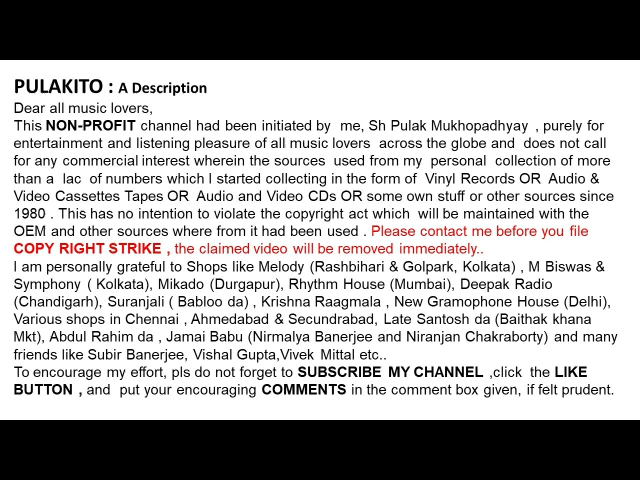 PULAKITO : A Description
Dear all music lovers,
This NON-PROFIT channel had been initiated by me, Sh Pulak Mukhopadhyay , purely for
entertainment and listening pleasure of all music lovers across the globe and does not call
for any commercial interest wherein the sources used from my personal collection of more
than a lac of numbers which I started collecting in the form of Vinyl Records OR Audio &
Video Cassettes Tapes OR Audio and Video CDs OR some own stuff or other sources since
1980 . This has no intention to violate the copyright act which will be maintained with the
OEM and other sources where from it had been used . Please contact me before you file
COPY RIGHT STRIKE , the claimed video will be removed immediately..
I am personally grateful to Shops like Melody (Rashbihari & Golpark, Kolkata) , M Biswas &
Symphony ( Kolkata), Mikado (Durgapur), Rhythm House (Mumbai), Deepak Radio
(Chandigarh), Suranjali ( Babloo da) , Krishna Raagmala , New Gramophone House (Delhi),
Various shops in Chennai , Ahmedabad & Secundrabad, Late Santosh da (Baithak khana
Mkt), Abdul Rahim da , Jamai Babu (Nirmalya Banerjee and Niranjan Chakraborty) and many
friends like Subir Banerjee, Vishal Gupta,Vivek Mittal etc..
To encourage my effort, pls do not forget to SUBSCRIBE MY CHANNEL ,click the LIKE
BUTTON , and put your encouraging COMMENTS in the comment box given, if felt prudent.